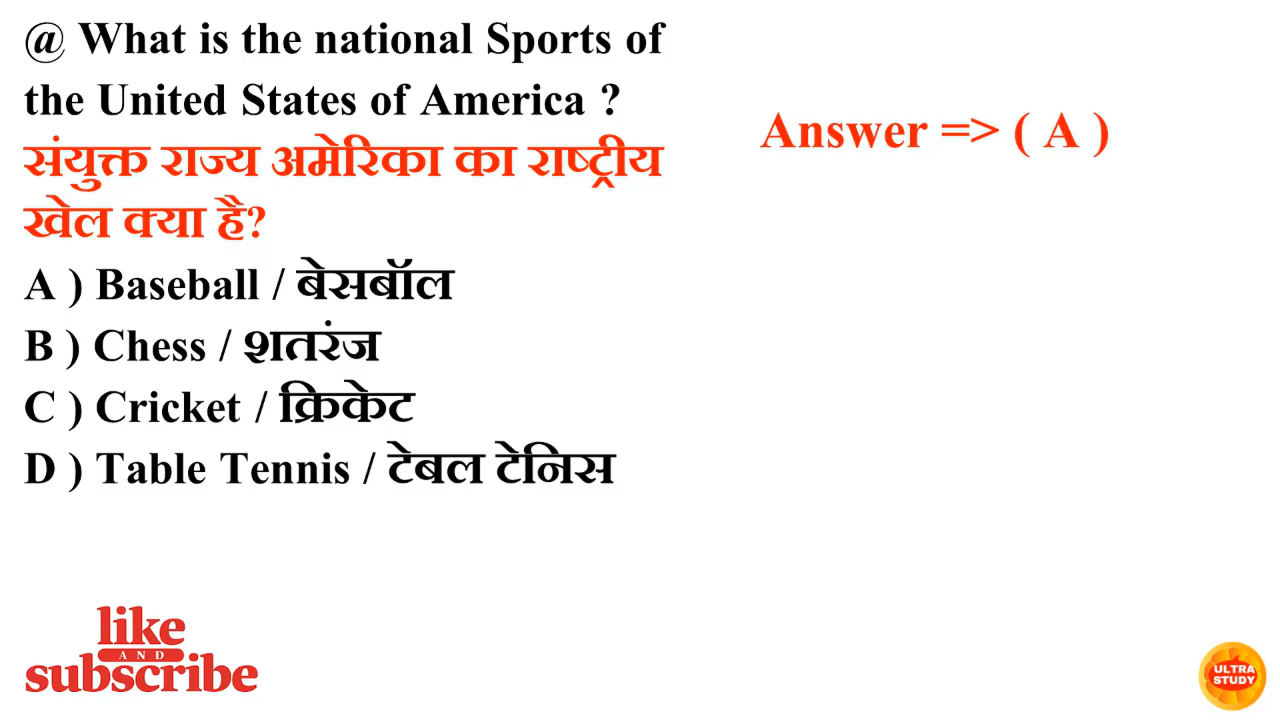 @ What is the national Sports of
the United States of America ?
संयुक्त राज्य अमेरिका का राष्ट्रीय
खेल क्या है?
A ) Baseball / बेसबॉल
B ) Chess / शतरंज
C ) Cricket / क्रिकेट
D ) Table Tennis / टेबल टेनिस
Answer => ( A )
like
AND
subscribe
ULTRA
STUDY